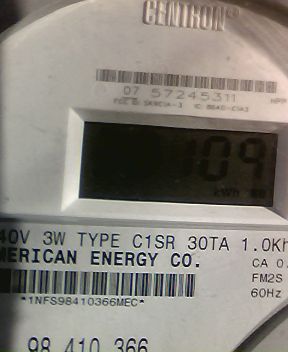 CENTRON®
07 57245311
109
kWh
40V 3W TYPE C1SR 30TA 1.0Kh
MERICAN ENERGY CO.
CA 0.
FM2S
*1NFS98410366MEC*
60Hz
98 410 366